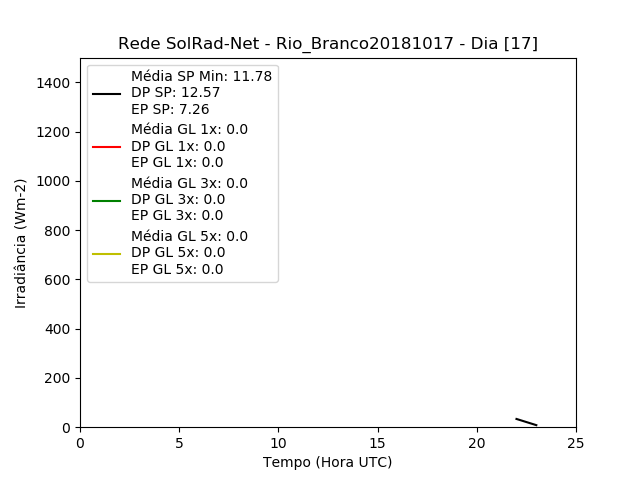 Rede SolRad-Net - Rio_Branco20181017 - Dia [17]
Média SP Min: 11.78
DP SP: 12.57
EP SP: 7.26
Média GL 1x: 0.0
DP GL 1x: 0.0
EP GL 1x: 0.0
Média GL 3x: 0.0
DP GL 3x: 0.0
EP GL 3x: 0.0
Média GL 5x: 0.0
DP GL 5x: 0.0
EP GL 5x: 0.0
Irradiância (Wm-2)
1400
1200
1000
800
600
400
200
0
0 5 10 15 20 25
Tempo (Hora UTC)